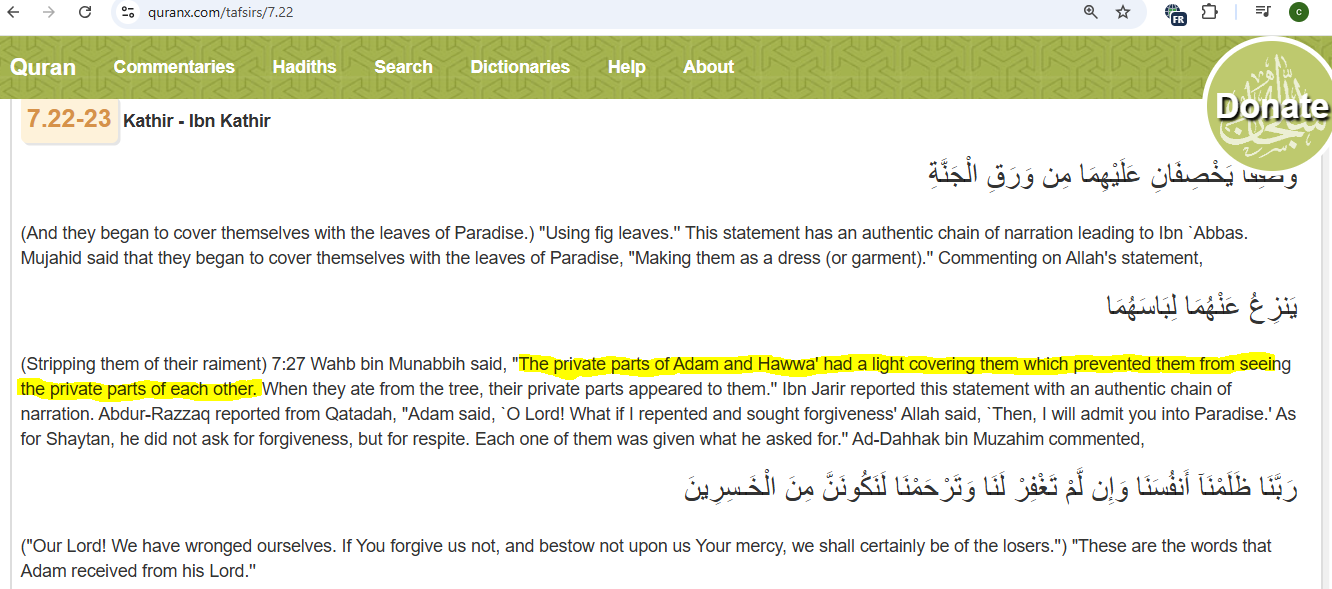 quranx.com/tafsirs/7.22
FR
C
Quran Commentaries Hadiths Search Dictionaries Help About
Donate
7.22-23 Kathir - Ibn Kathir
يَخْصِفَانِ عَلَيْهِمَا مِن وَرَقِ الْجَنَّةِ
(And they began to cover themselves with the leaves of Paradise.) "Using fig leaves." This statement has an authentic chain of narration leading to Ibn `Abbas.
Mujahid said that they began to cover themselves with the leaves of Paradise, "Making them as a dress (or garment)." Commenting on Allah's statement,
يَنزِعُ عَنْهُمَا لِبَاسَهُمَا
(Stripping them of their raiment) 7:27 Wahb bin Munabbih said, "The private parts of Adam and Hawwa' had a light covering them which prevented them from seeing
the private parts of each other. When they ate from the tree, their private parts appeared to them." Ibn Jarir reported this statement with an authentic chain of
narration. Abdur-Razzaq reported from Qatadah, "Adam said, `O Lord! What if I repented and sought forgiveness' Allah said, `Then, I will admit you into Paradise.' As
for Shaytan, he did not ask for forgiveness, but for respite. Each one of them was given what he asked for." Ad-Dahhak bin Muzahim commented,
رَبَّنَا ظَلَمْنَآ أَنفُسَنَا وَإِن لَّمْ تَغْفِرْ لَنَا وَتَرْحَمْنَا لَنَكُونَنَّ مِنَ الْخَـسِرِينَ
("Our Lord! We have wronged ourselves. If You forgive us not, and bestow not upon us Your mercy, we shall certainly be of the losers.") "These are the words that
Adam received from his Lord."